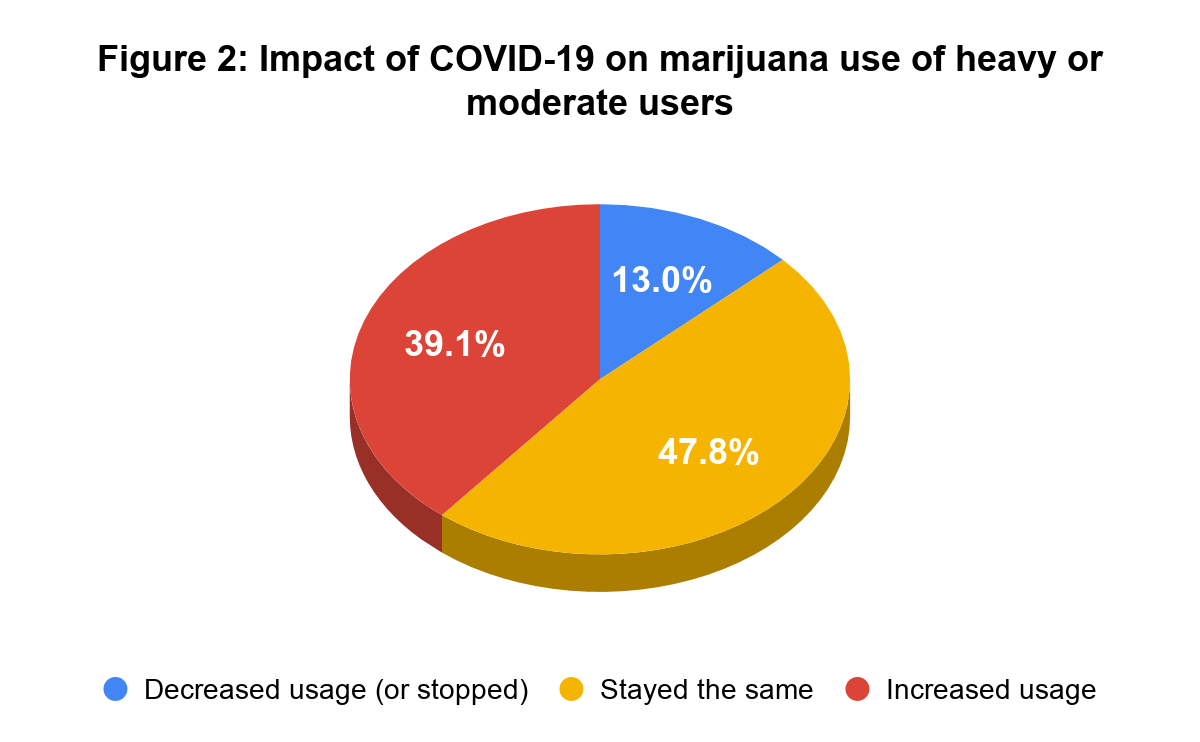 Figure 2: Impact of COVID-19 on marijuana use of heavy or
moderate users
13.0%
39.1%
47.8%
Decreased usage (or stopped) Stayed the same Increased usage